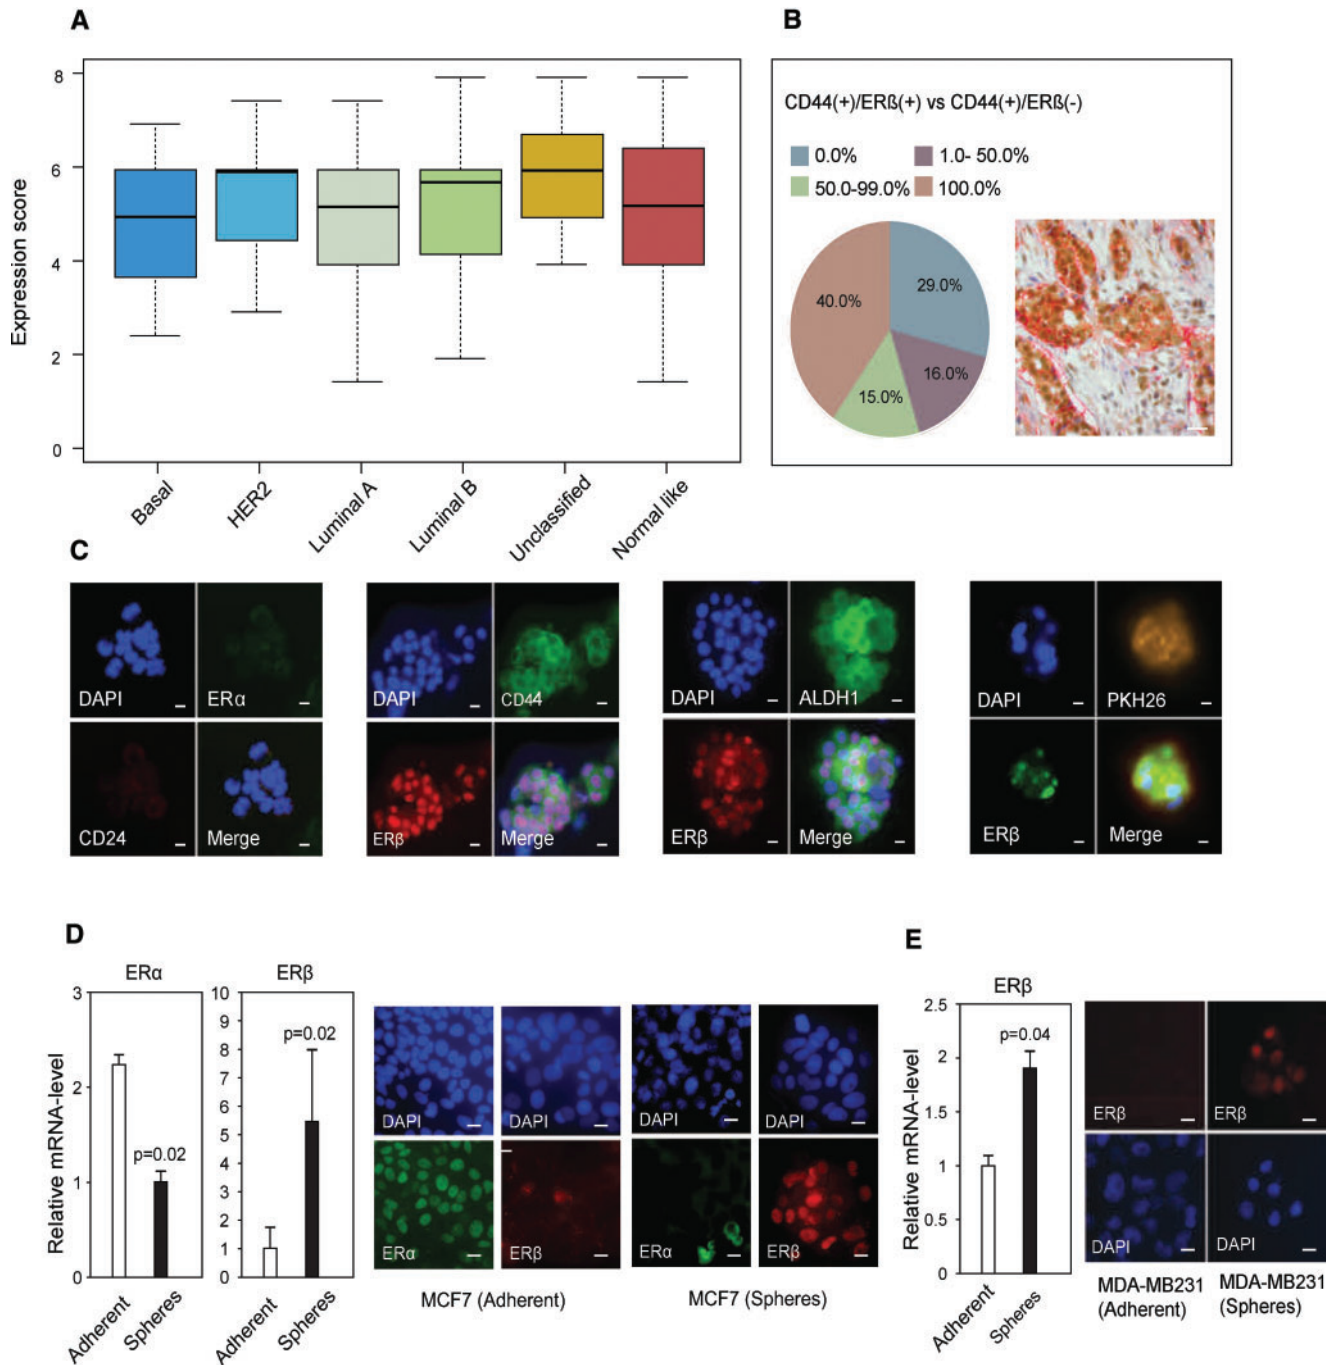 A
Expression score
8
6
4
2
0
Basal
HER2
Luminal A
Luminal B
Unclassified
Normal like
B
CD44(+)/ERß(+) vs CD44(+)/ERß(-)
0.0%
1.0- 50.0%
50.0-99.0%
100.0%
40.0%
29.0%
16.0%
15.0%
C
DAPI
ERα
CD24
Merge
DAPI
CD44
ERβ
Merge
DAPI
ALDH1
ERβ
Merge
DAPI
PKH26
ERβ
Merge
D
ERα
Relative mRNA-level
3
2
1
0
p=0.02
Adherent
Spheres
ERβ
10
9
8
7
6
5
4
3
2
1
0
p=0.02
Adherent
Spheres
DAPI
DAPI
ERα
ERβ
MCF7 (Adherent)
DAPI
DAPI
ERα
ERβ
MCF7 (Spheres)
E
ERβ
Relative mRNA-level
2.5
2
1.5
1
0.5
0
p=0.04
Adherent
Spheres
ERβ
ERβ
DAPI
DAPI
MDA-MB231
(Adherent)
MDA-MB231
(Spheres)